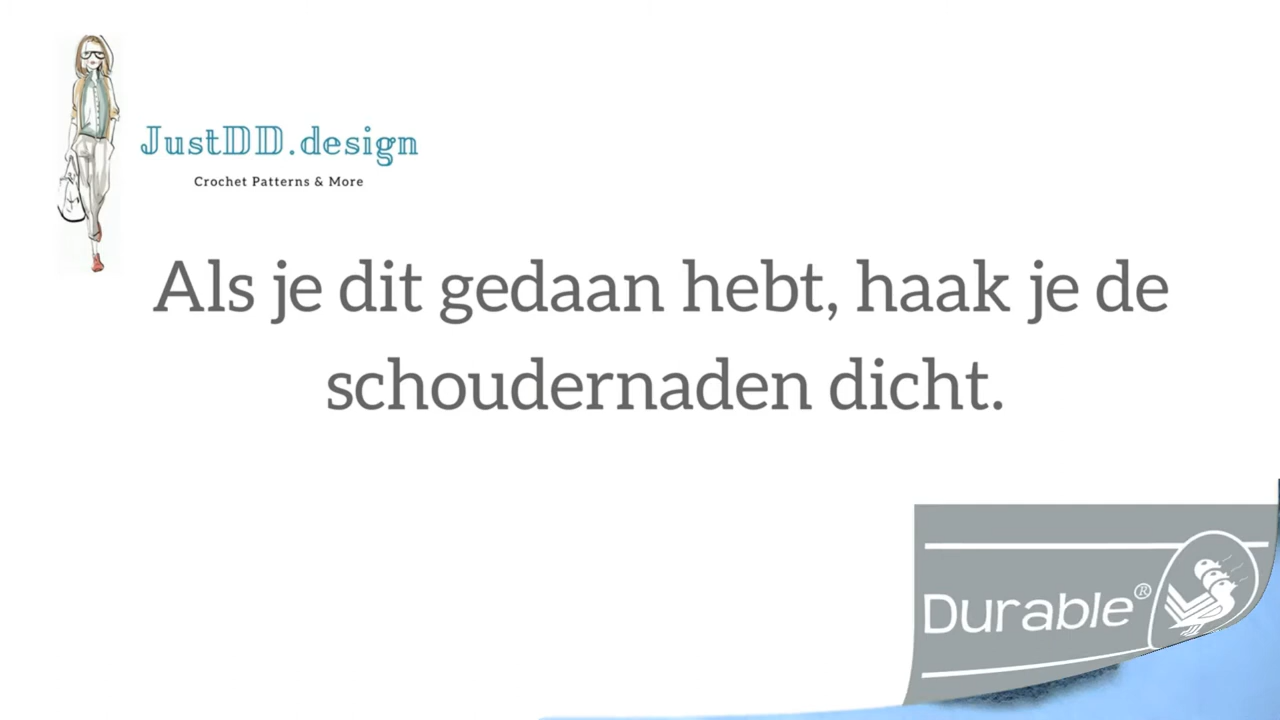 JustDD.design
Crochet Patterns & More
Als je dit gedaan hebt, haak je de
schoudernaden dicht.
Durable®